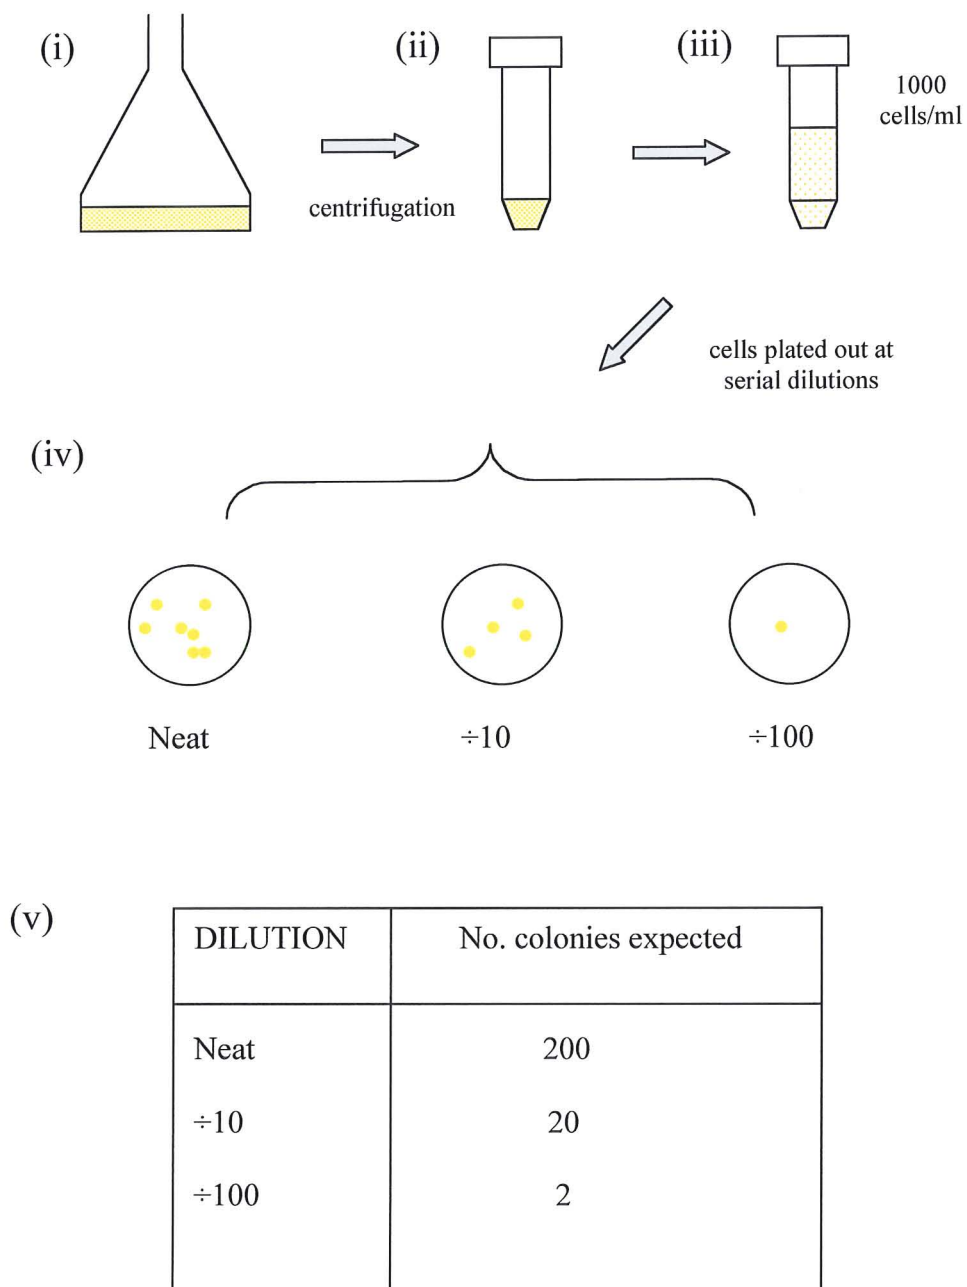 (i)
(ii)
(iii)
1000
cells/ml
centrifugation
cells plated out at
serial dilutions
(iv)
Neat
÷10
÷100
(v)
DILUTION No. colonies expected
Neat 200
÷10 20
÷100 2